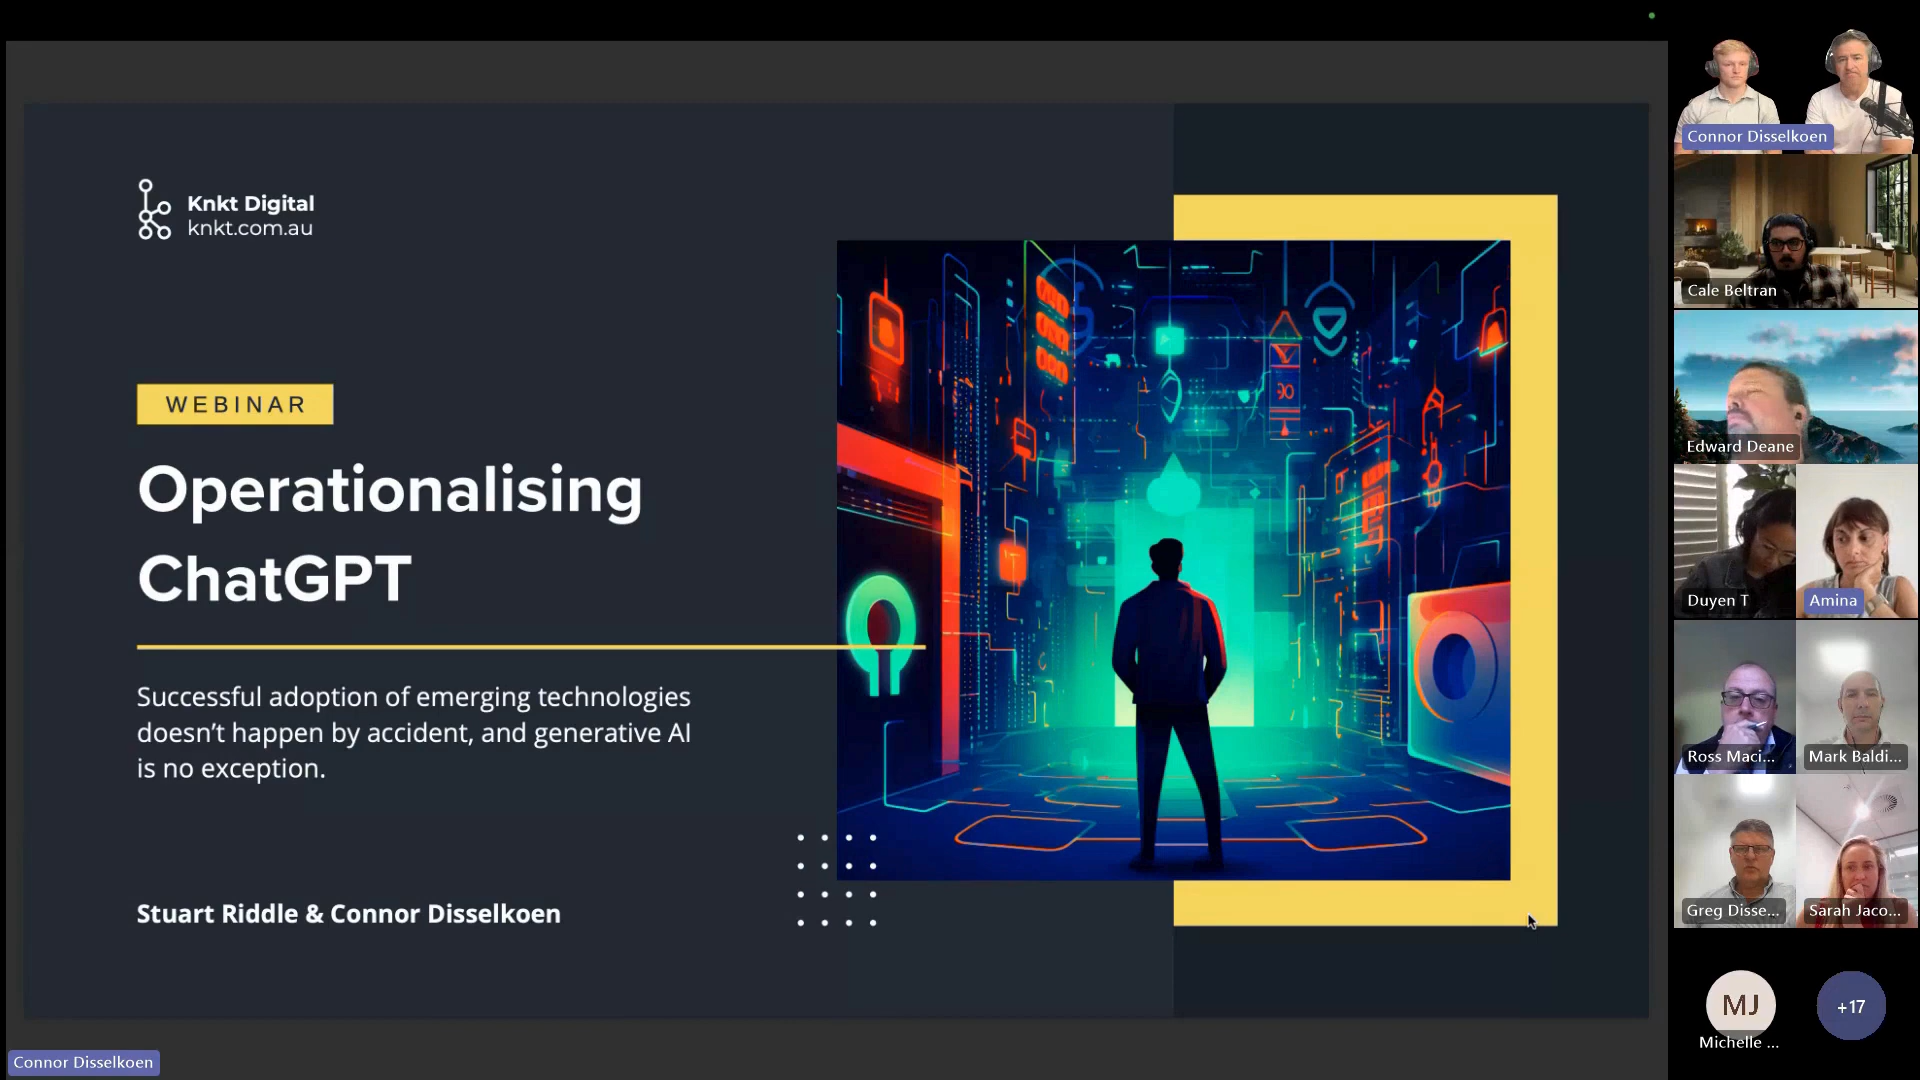 Knkt Digital
knkt.com.au
WEBINAR
Operationalising
ChatGPT
Successful adoption of emerging technologies
doesn’t happen by accident, and generative AI
is no exception.
Stuart Riddle & Connor Disselkoen
Connor Disselkoen
Connor Disselkoen
Cale Beltran
Edward Deane
Duyen T
Amina
Ross Maci...
Mark Baldi...
Greg Disse...
Sarah Jaco...
MJ
Michelle ...
+17